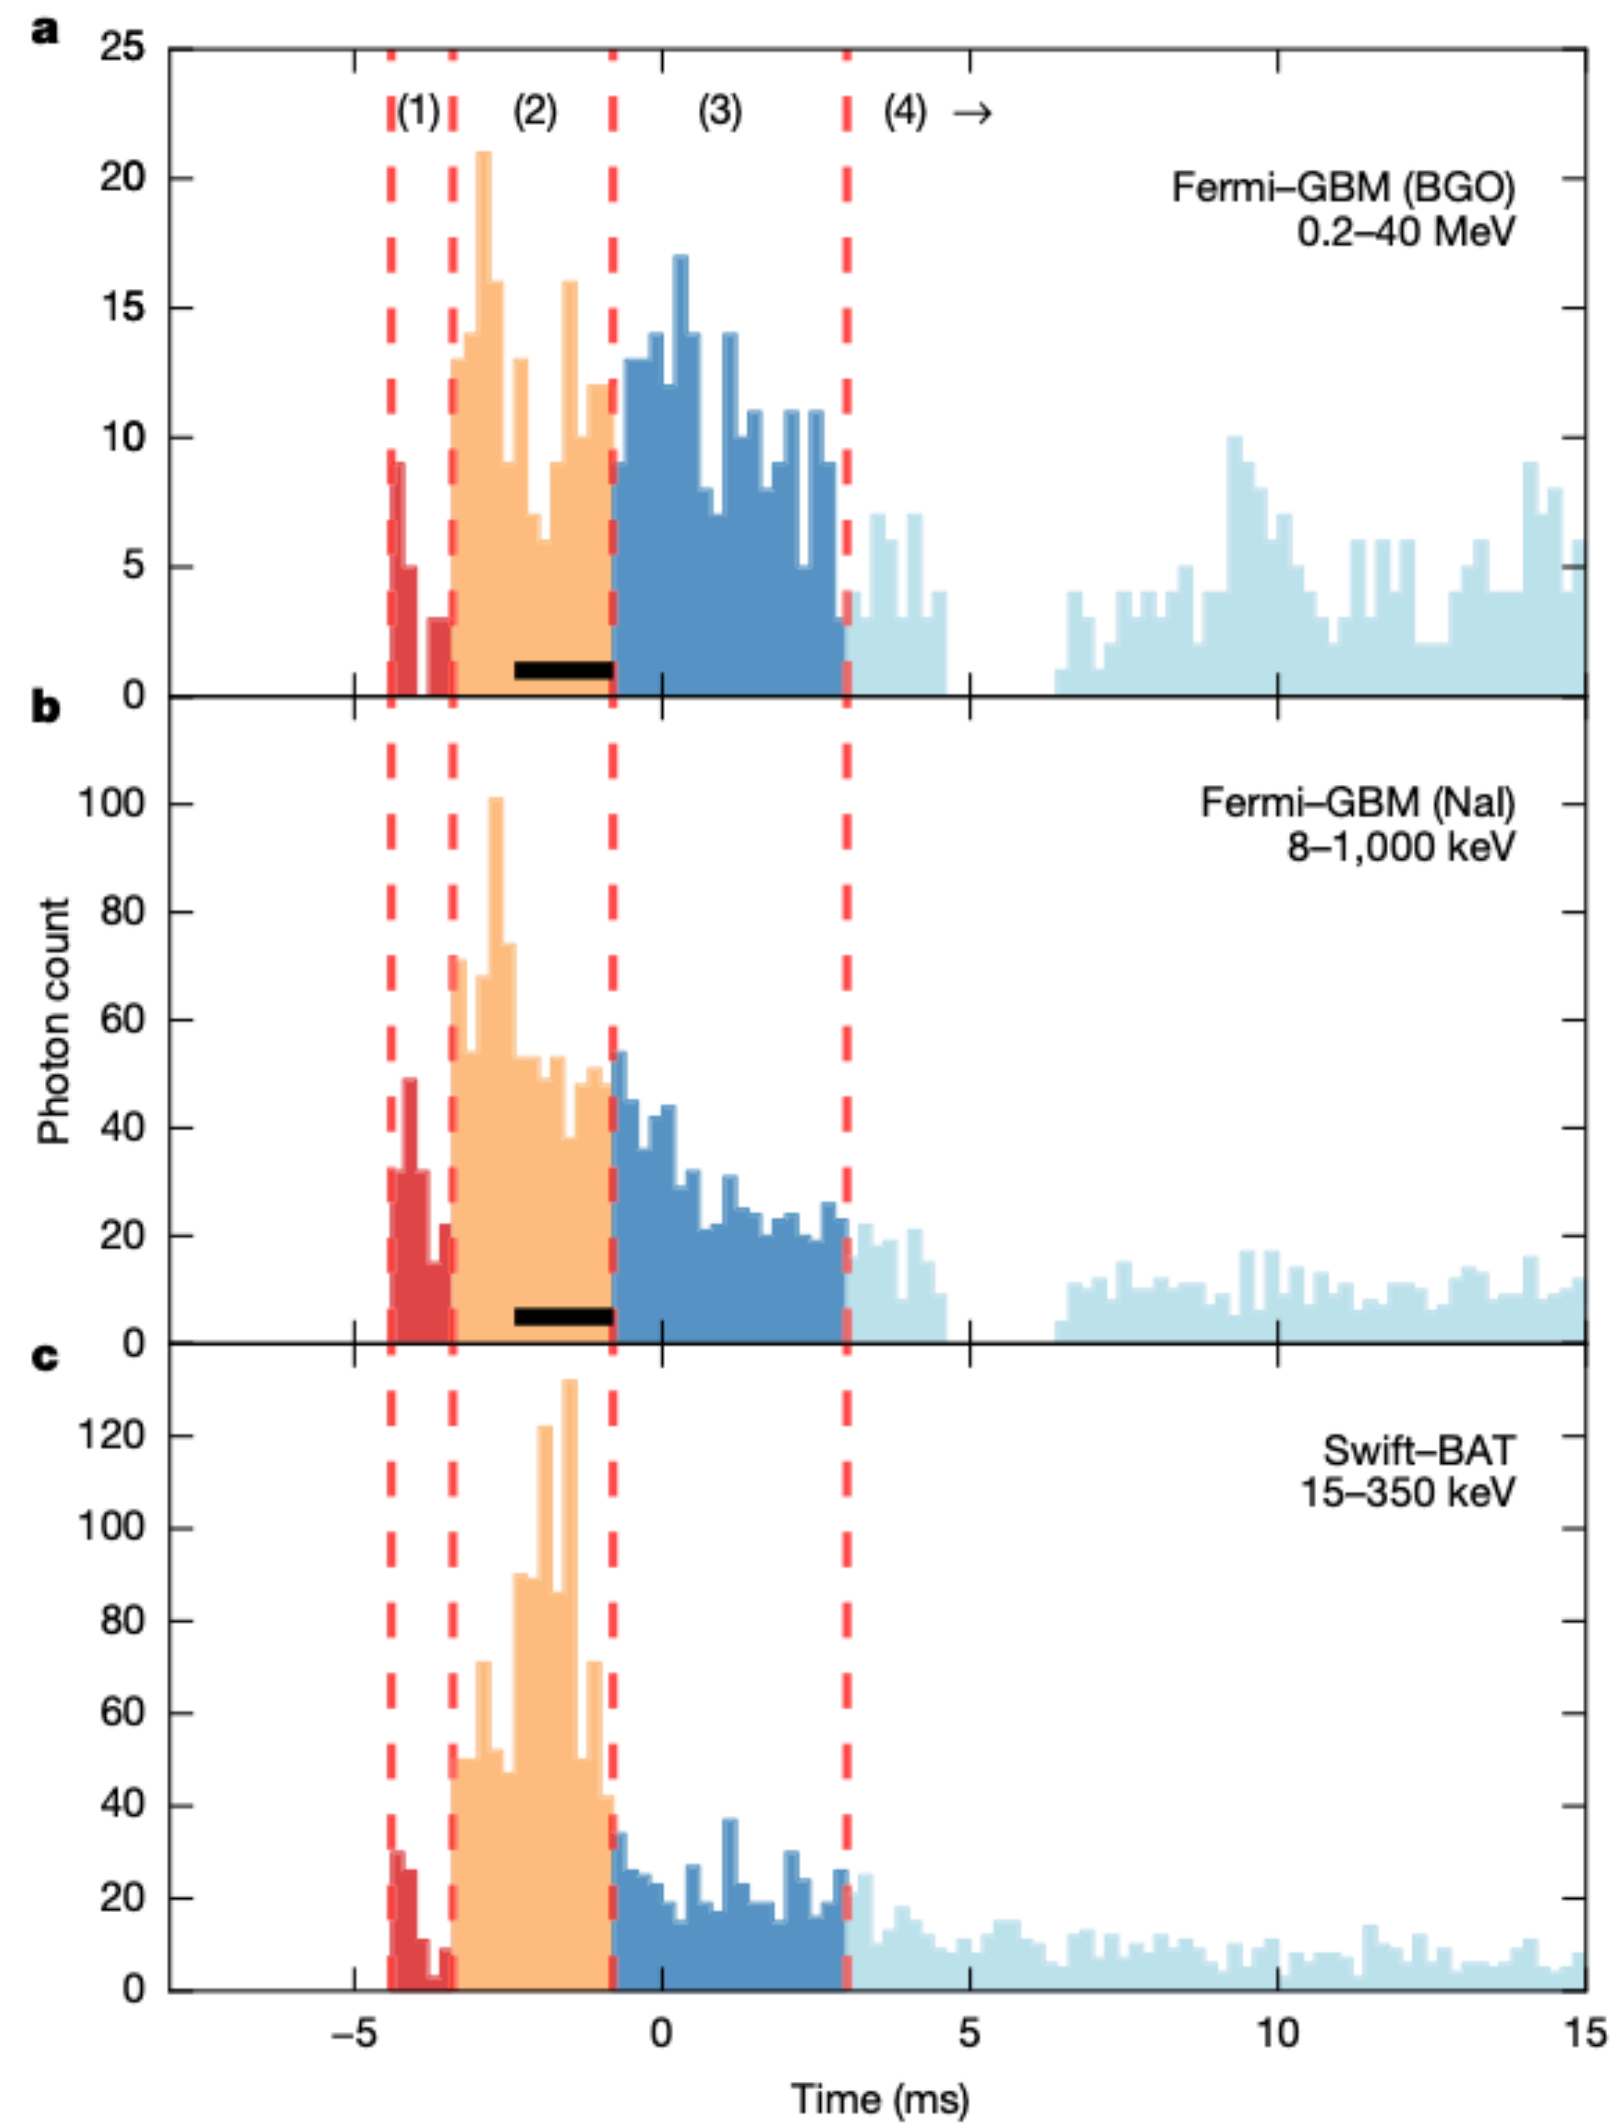 a
25
(1) (2) (3) (4) →
20
Fermi–GBM (BGO)
0.2–40 MeV
15
10
5
0
b
Fermi–GBM (NaI)
8–1,000 keV
100
80
60
40
20
0
Photon count
c
Swift–BAT
15–350 keV
120
100
80
60
40
20
0
–5 0 5 10 15
Time (ms)